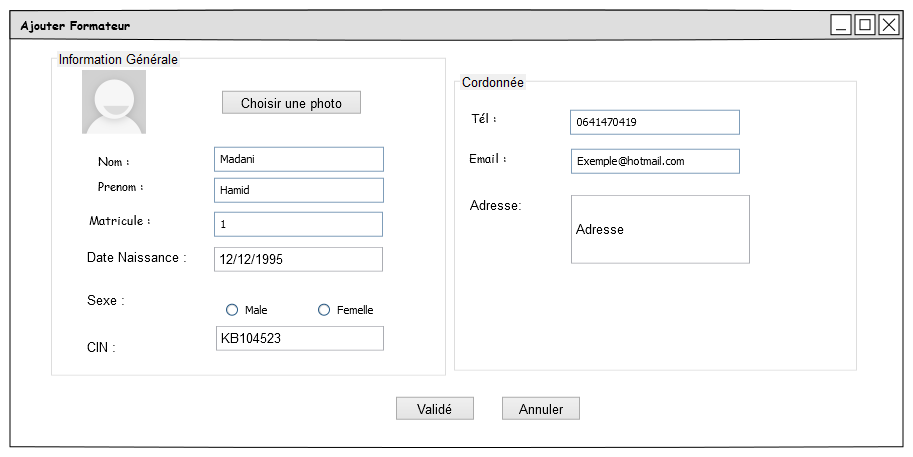 Ajouter Formateur
Information Générale
Choisir une photo
Nom :
Madani
Prenom :
Hamid
Matricule :
1
Date Naissance :
12/12/1995
Sexe :
Male
Femelle
CIN :
KB104523
Cordonnée
Tél :
0641470419
Email :
Exemple@hotmail.com
Adresse:
Adresse
Validé
Annuler